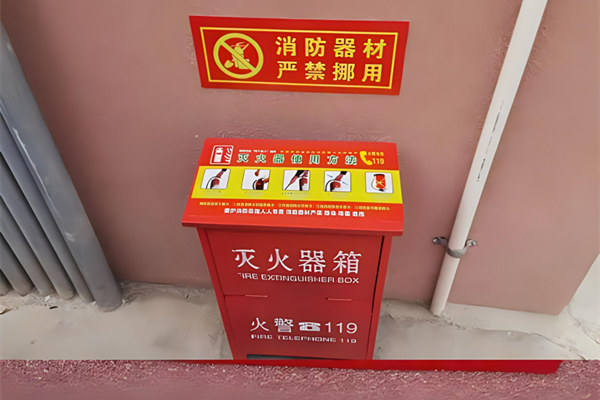 消防器材
严禁挪用
灭火器使用方法
119
灭火器箱
FIRE EXTINGUISHER BOX
火警☎119
FIRE TELEPHONE 119